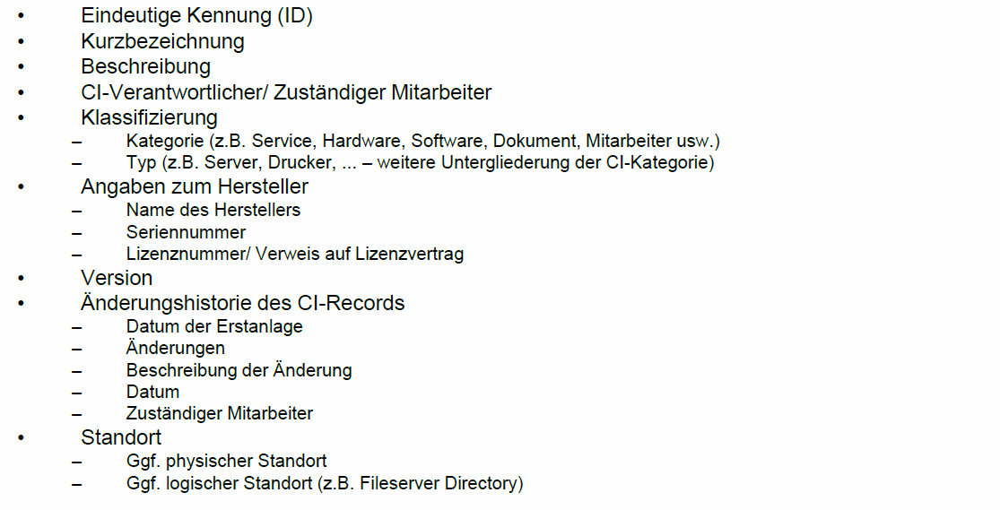 • Eindeutige Kennung (ID)
• Kurzbezeichnung
• Beschreibung
• CI-Verantwortlicher/ Zuständiger Mitarbeiter
• Klassifizierung
– Kategorie (z.B. Service, Hardware, Software, Dokument, Mitarbeiter usw.)
– Typ (z.B. Server, Drucker, ... – weitere Untergliederung der CI-Kategorie)
• Angaben zum Hersteller
– Name des Herstellers
– Seriennummer
– Lizenznummer/ Verweis auf Lizenzvertrag
• Version
• Änderungshistorie des CI-Records
– Datum der Erstanlage
– Änderungen
– Beschreibung der Änderung
– Datum
– Zuständiger Mitarbeiter
• Standort
– Ggf. physischer Standort
– Ggf. logischer Standort (z.B. Fileserver Directory)